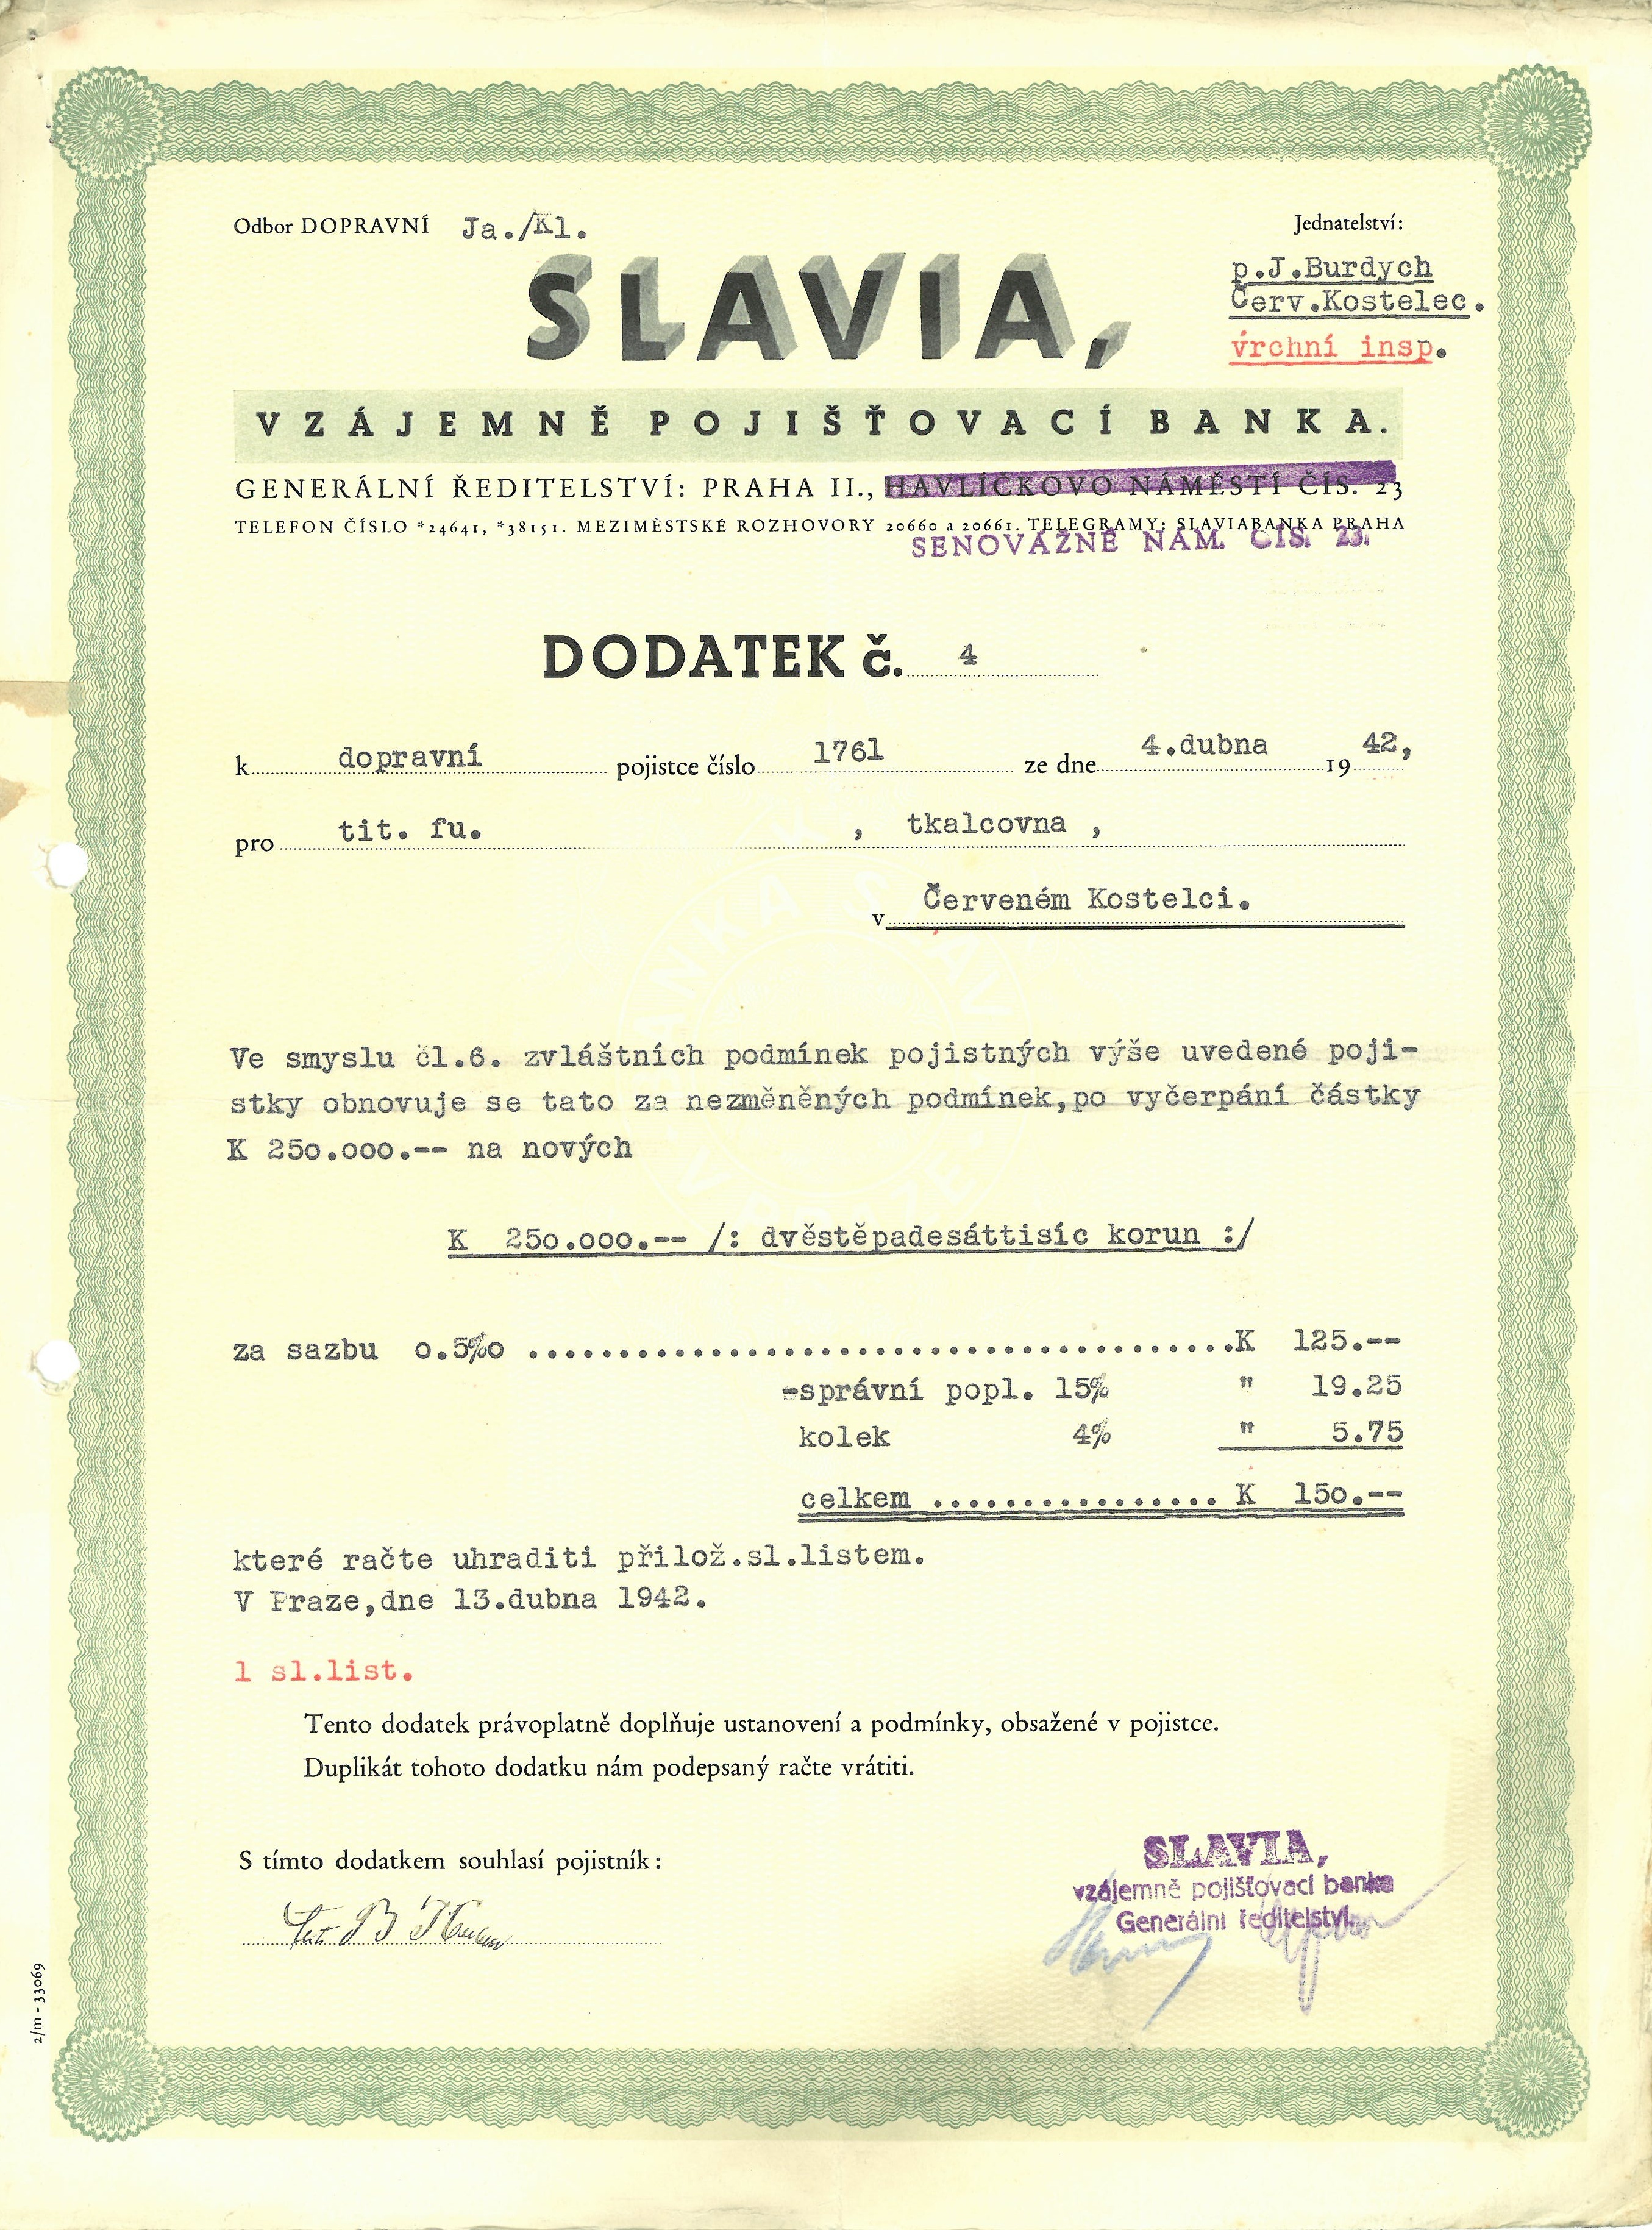 Odbor DOPRAVNÍ Ja./Kl.
Jednatelství:
p.J.Burdych
Červ.Kostelec.
vrchní insp.
SLAVIA,
VZÁJEMNĚ POJIŠŤOVACÍ BANKA.
GENERÁLNÍ ŘEDITELSTVÍ: PRAHA II., HAVLÍČKOVO NÁMĚSTÍ ČÍS. 23
TELEFON ČÍSLO *24641, *38151. MEZIMĚSTSKÉ ROZHOVORY 20660 a 20661. TELEGRAMY: SLAVIABANKA PRAHA
SENOVÁŽNÉ NÁM. ČÍS. 23.
DODATEK č. 4
k dopravní pojistce číslo 1761 ze dne 4.dubna 1942,
pro tit. fu. , tkalcovna ,
v Červeném Kostelci.
Ve smyslu čl.6. zvláštních podmínek pojistných výše uvedené poji-
stky obnovuje se tato za nezměněných podmínek,po vyčerpání částky
K 250.000.-- na nových
K 250.000.-- /: dvěstěpadesáttisíc korun :/
za sazbu 0.5%o ........................................K 125.--
-správní popl. 15% " 19.25
kolek 4% " 5.75
celkem ................ K 150.--
které račte uhraditi přilož.sl.listem.
V Praze,dne 13.dubna 1942.
1 sl.list.
Tento dodatek právoplatně doplňuje ustanovení a podmínky, obsažené v pojistce.
Duplikát tohoto dodatku nám podepsaný račte vrátiti.
S tímto dodatkem souhlasí pojistník:
SLAVIA,
vzájemně pojišťovací banka
Generální ředitelství.
2/m - 33069
BANKA SLAVIA V PRAZE